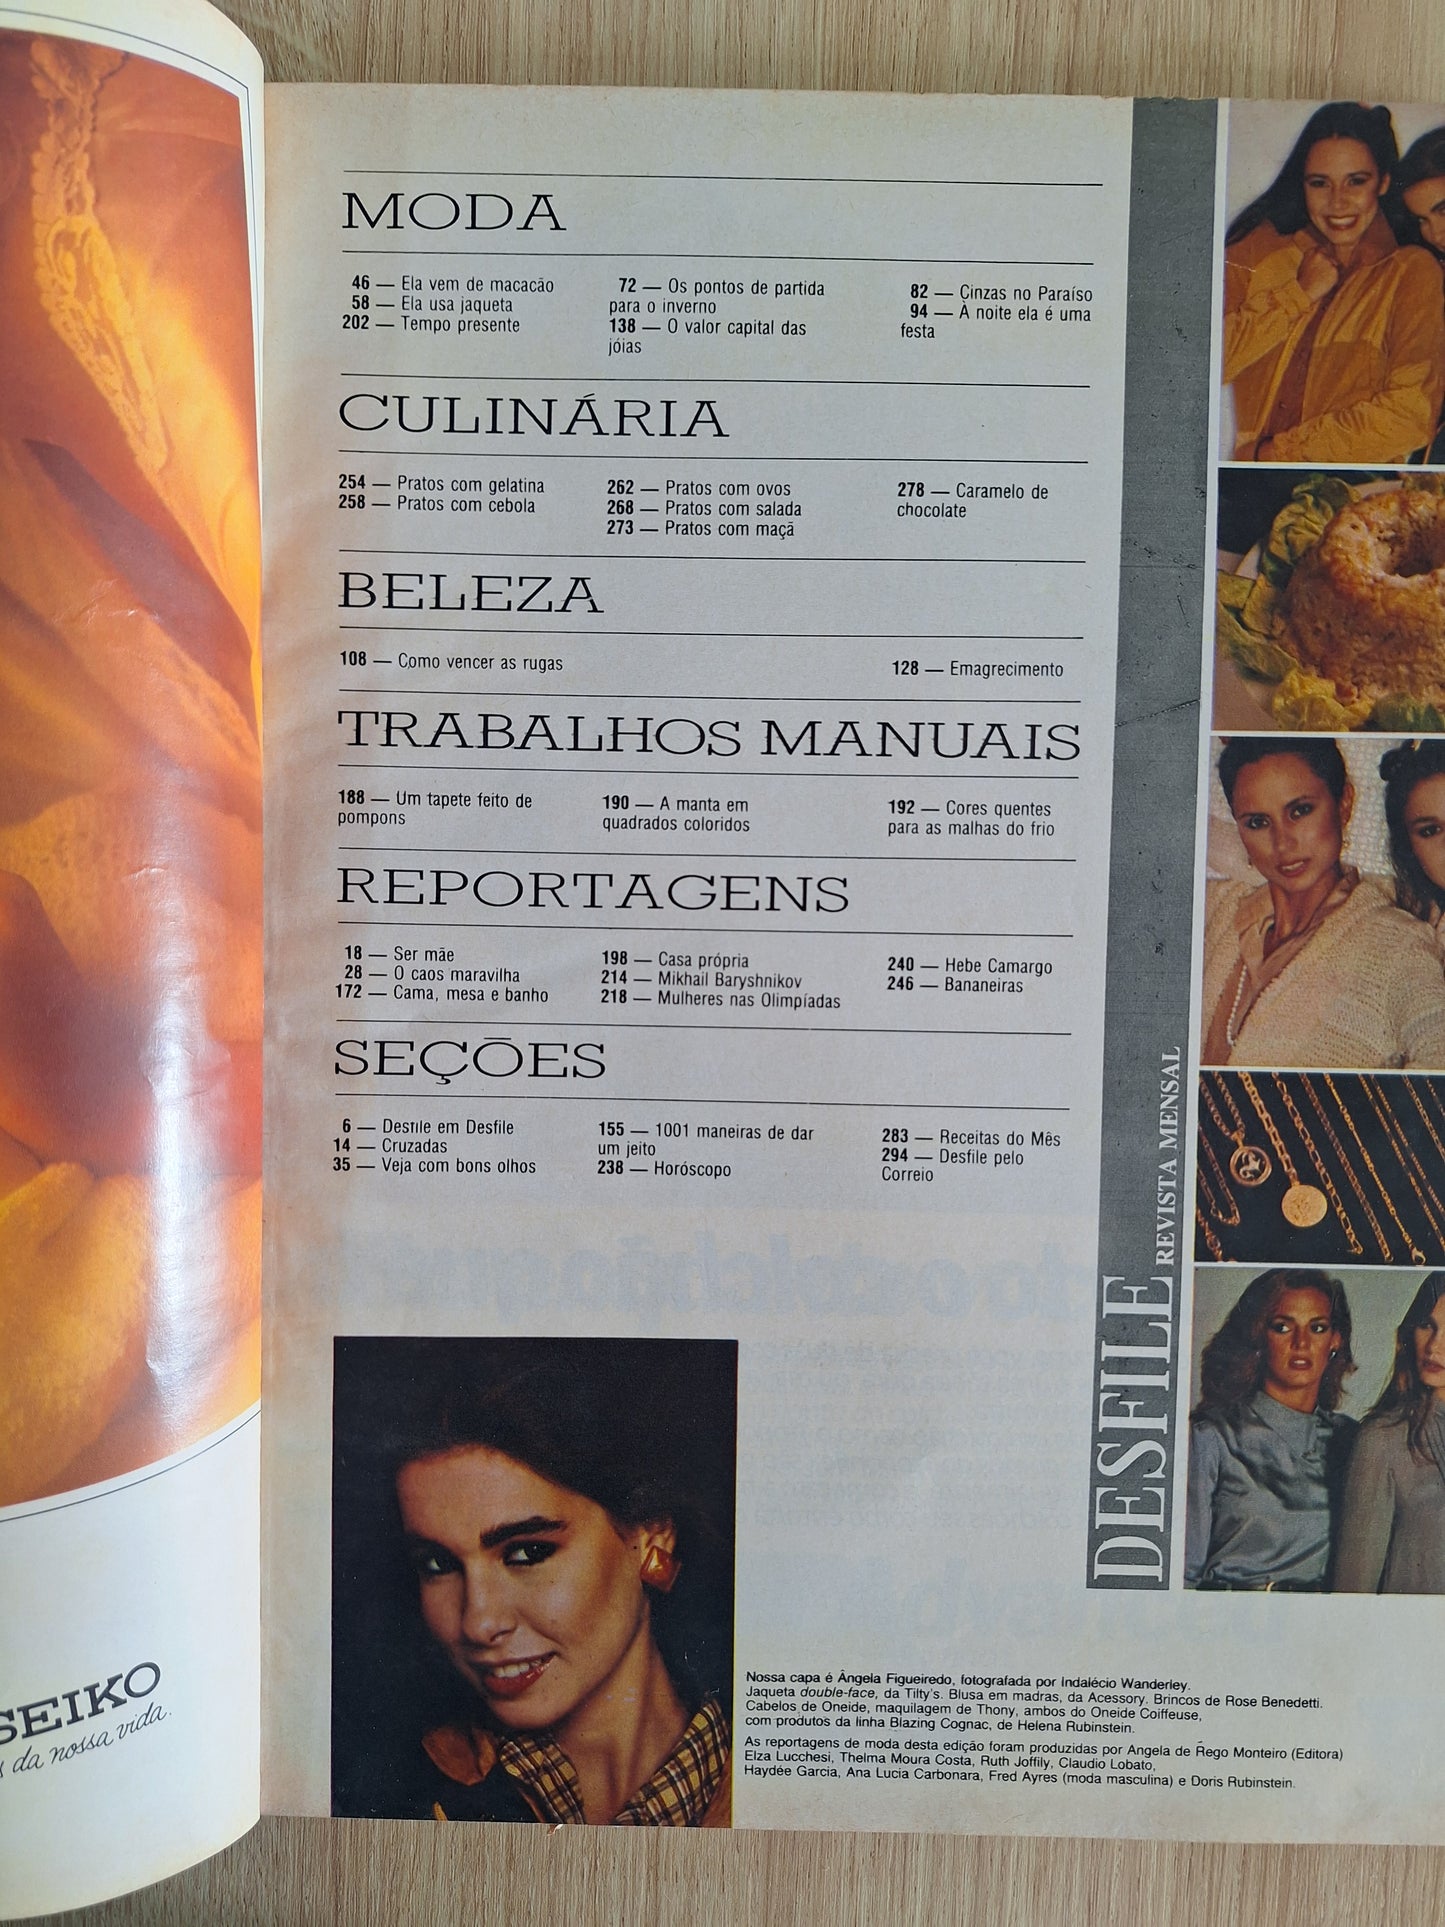 MODA
46 — Ela vem de macacão
58 — Ela usa jaqueta
202 — Tempo presente
72 — Os pontos de partida
para o inverno
138 — O valor capital das
jóias
82 — Cinzas no Paraíso
94 — À noite ela é uma
festa
CULINÁRIA
254 — Pratos com gelatina
258 — Pratos com cebola
262 — Pratos com ovos
268 — Pratos com salada
273 — Pratos com maçã
278 — Caramelo de
chocolate
BELEZA
108 — Como vencer as rugas
128 — Emagrecimento
TRABALHOS MANUAIS
188 — Um tapete feito de
pompons
190 — A manta em
quadrados coloridos
192 — Cores quentes
para as malhas do frio
REPORTAGENS
18 — Ser mãe
28 — O caos maravilha
172 — Cama, mesa e banho
198 — Casa própria
214 — Mikhail Baryshnikov
218 — Mulheres nas Olimpíadas
240 — Hebe Camargo
246 — Bananeiras
SEÇÕES
6 — Desfile em Desfile
14 — Cruzadas
35 — Veja com bons olhos
155 — 1001 maneiras de dar
um jeito
238 — Horóscopo
283 — Receitas do Mês
294 — Desfile pelo
Correio
DESFILE REVISTA MENSAL
Nossa capa é Ângela Figueiredo, fotografada por Indalécio Wanderley.
Jaqueta double-face, da Tilty's. Blusa em madras, da Acessory. Brincos de Rose Benedetti.
Cabelos de Oneide, maquilagem de Thony, ambos do Oneide Coiffeuse,
com produtos da linha Blazing Cognac, de Helena Rubinstein.
As reportagens de moda desta edição foram produzidas por Angela de Rego Monteiro (Editora)
Elza Lucchesi, Thelma Moura Costa, Ruth Joffily, Claudio Lobato,
Haydée Garcia, Ana Lucia Carbonara, Fred Ayres (moda masculina) e Doris Rubinstein.
SEIKO
da nossa vida.